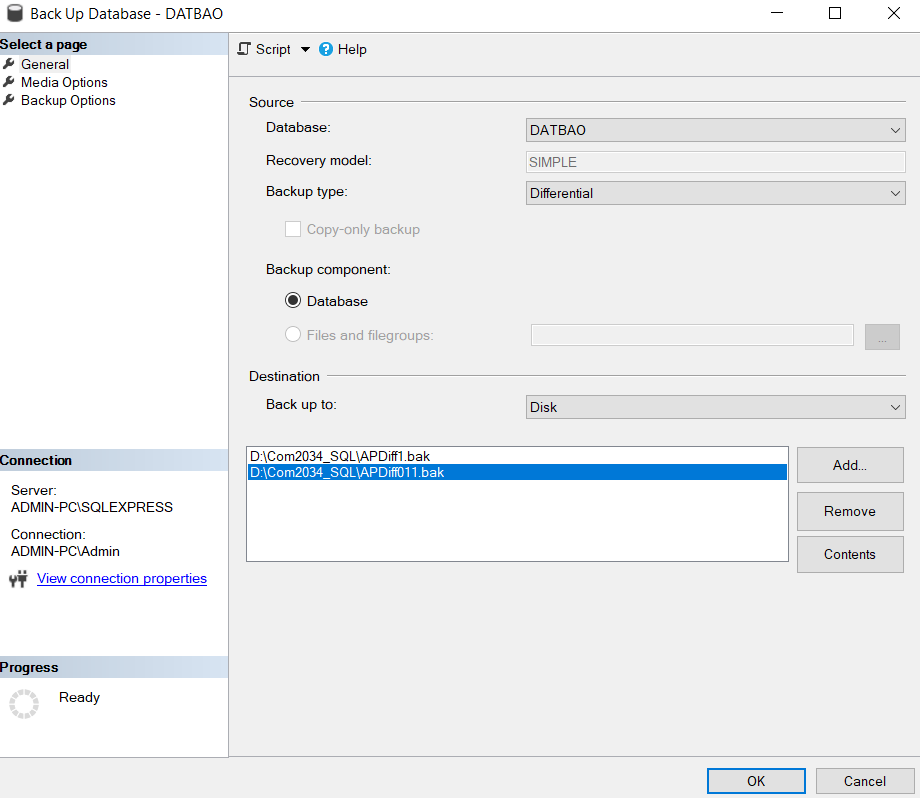 Back Up Database - DATBAO
Select a page
General
Media Options
Backup Options
Script
Help
Source
Database:
DATBAO
Recovery model:
SIMPLE
Backup type:
Differential
Copy-only backup
Backup component:
Database
Files and filegroups:
...
Destination
Back up to:
Disk
D:\Com2034_SQL\APDiff1.bak
D:\Com2034_SQL\APDiff011.bak
Add...
Remove
Contents
Connection
Server:
ADMIN-PC\SQLEXPRESS
Connection:
ADMIN-PC\Admin
View connection properties
Progress
Ready
OK
Cancel